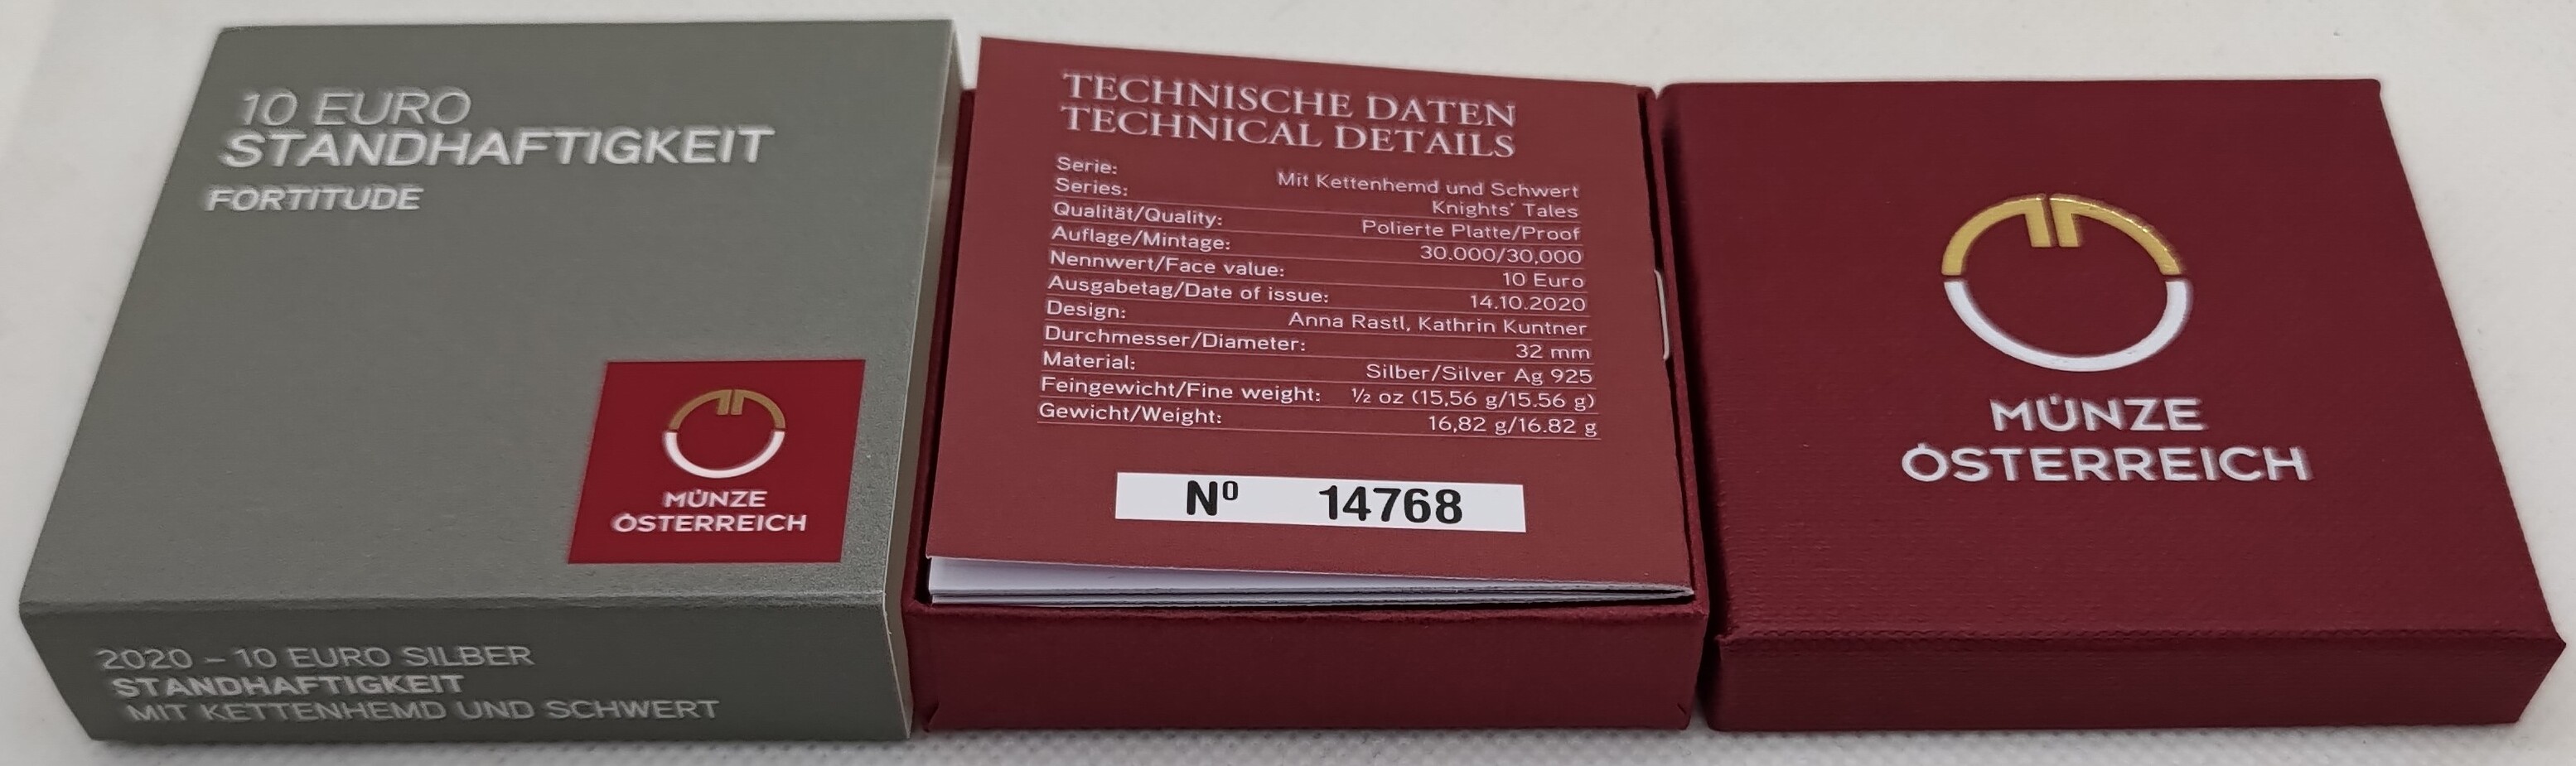 10 EURO
STANDHAFTIGKEIT
FORTITUDE
MÜNZE
ÖSTERREICH
2020 – 10 EURO SILBER
STANDHAFTIGKEIT
MIT KETTENHEMD UND SCHWERT
TECHNISCHE DATEN
TECHNICAL DETAILS
Serie: Mit Kettenhemd und Schwert
Series: Knights' Tales
Qualität/Quality: Polierte Platte/Proof
Auflage/Mintage: 30.000/30,000
Nennwert/Face value: 10 Euro
Ausgabetag/Date of issue: 14.10.2020
Design: Anna Rastl, Kathrin Kuntner
Durchmesser/Diameter: 32 mm
Material: Silber/Silver Ag 925
Feingewicht/Fine weight: ½ oz (15,56 g/15.56 g)
Gewicht/Weight: 16,82 g/16.82 g
Nº 14768
MÜNZE
ÖSTERREICH